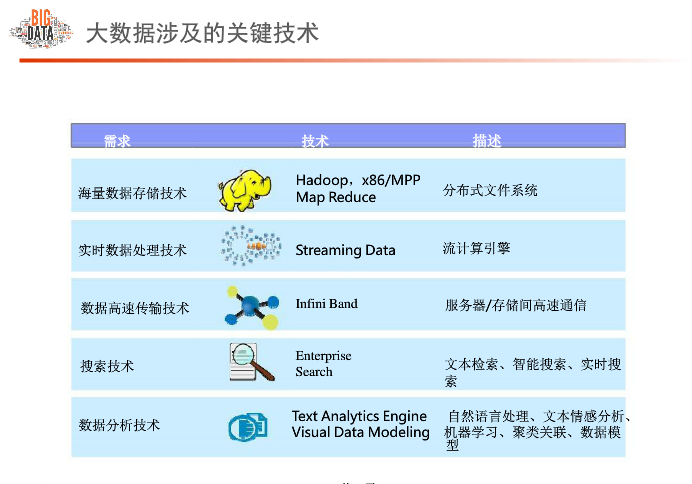 BIG
DATA
大数据涉及的关键技术
需求 技术 描述
海量数据存储技术
Hadoop，x86/MPP
Map Reduce
分布式文件系统
实时数据处理技术
Streaming Data
流计算引擎
数据高速传输技术
Infini Band
服务器/存储间高速通信
搜索技术
Enterprise
Search
文本检索、智能搜索、实时搜
索
数据分析技术
Text Analytics Engine
Visual Data Modeling
自然语言处理、文本情感分析、
机器学习、聚类关联、数据模
型